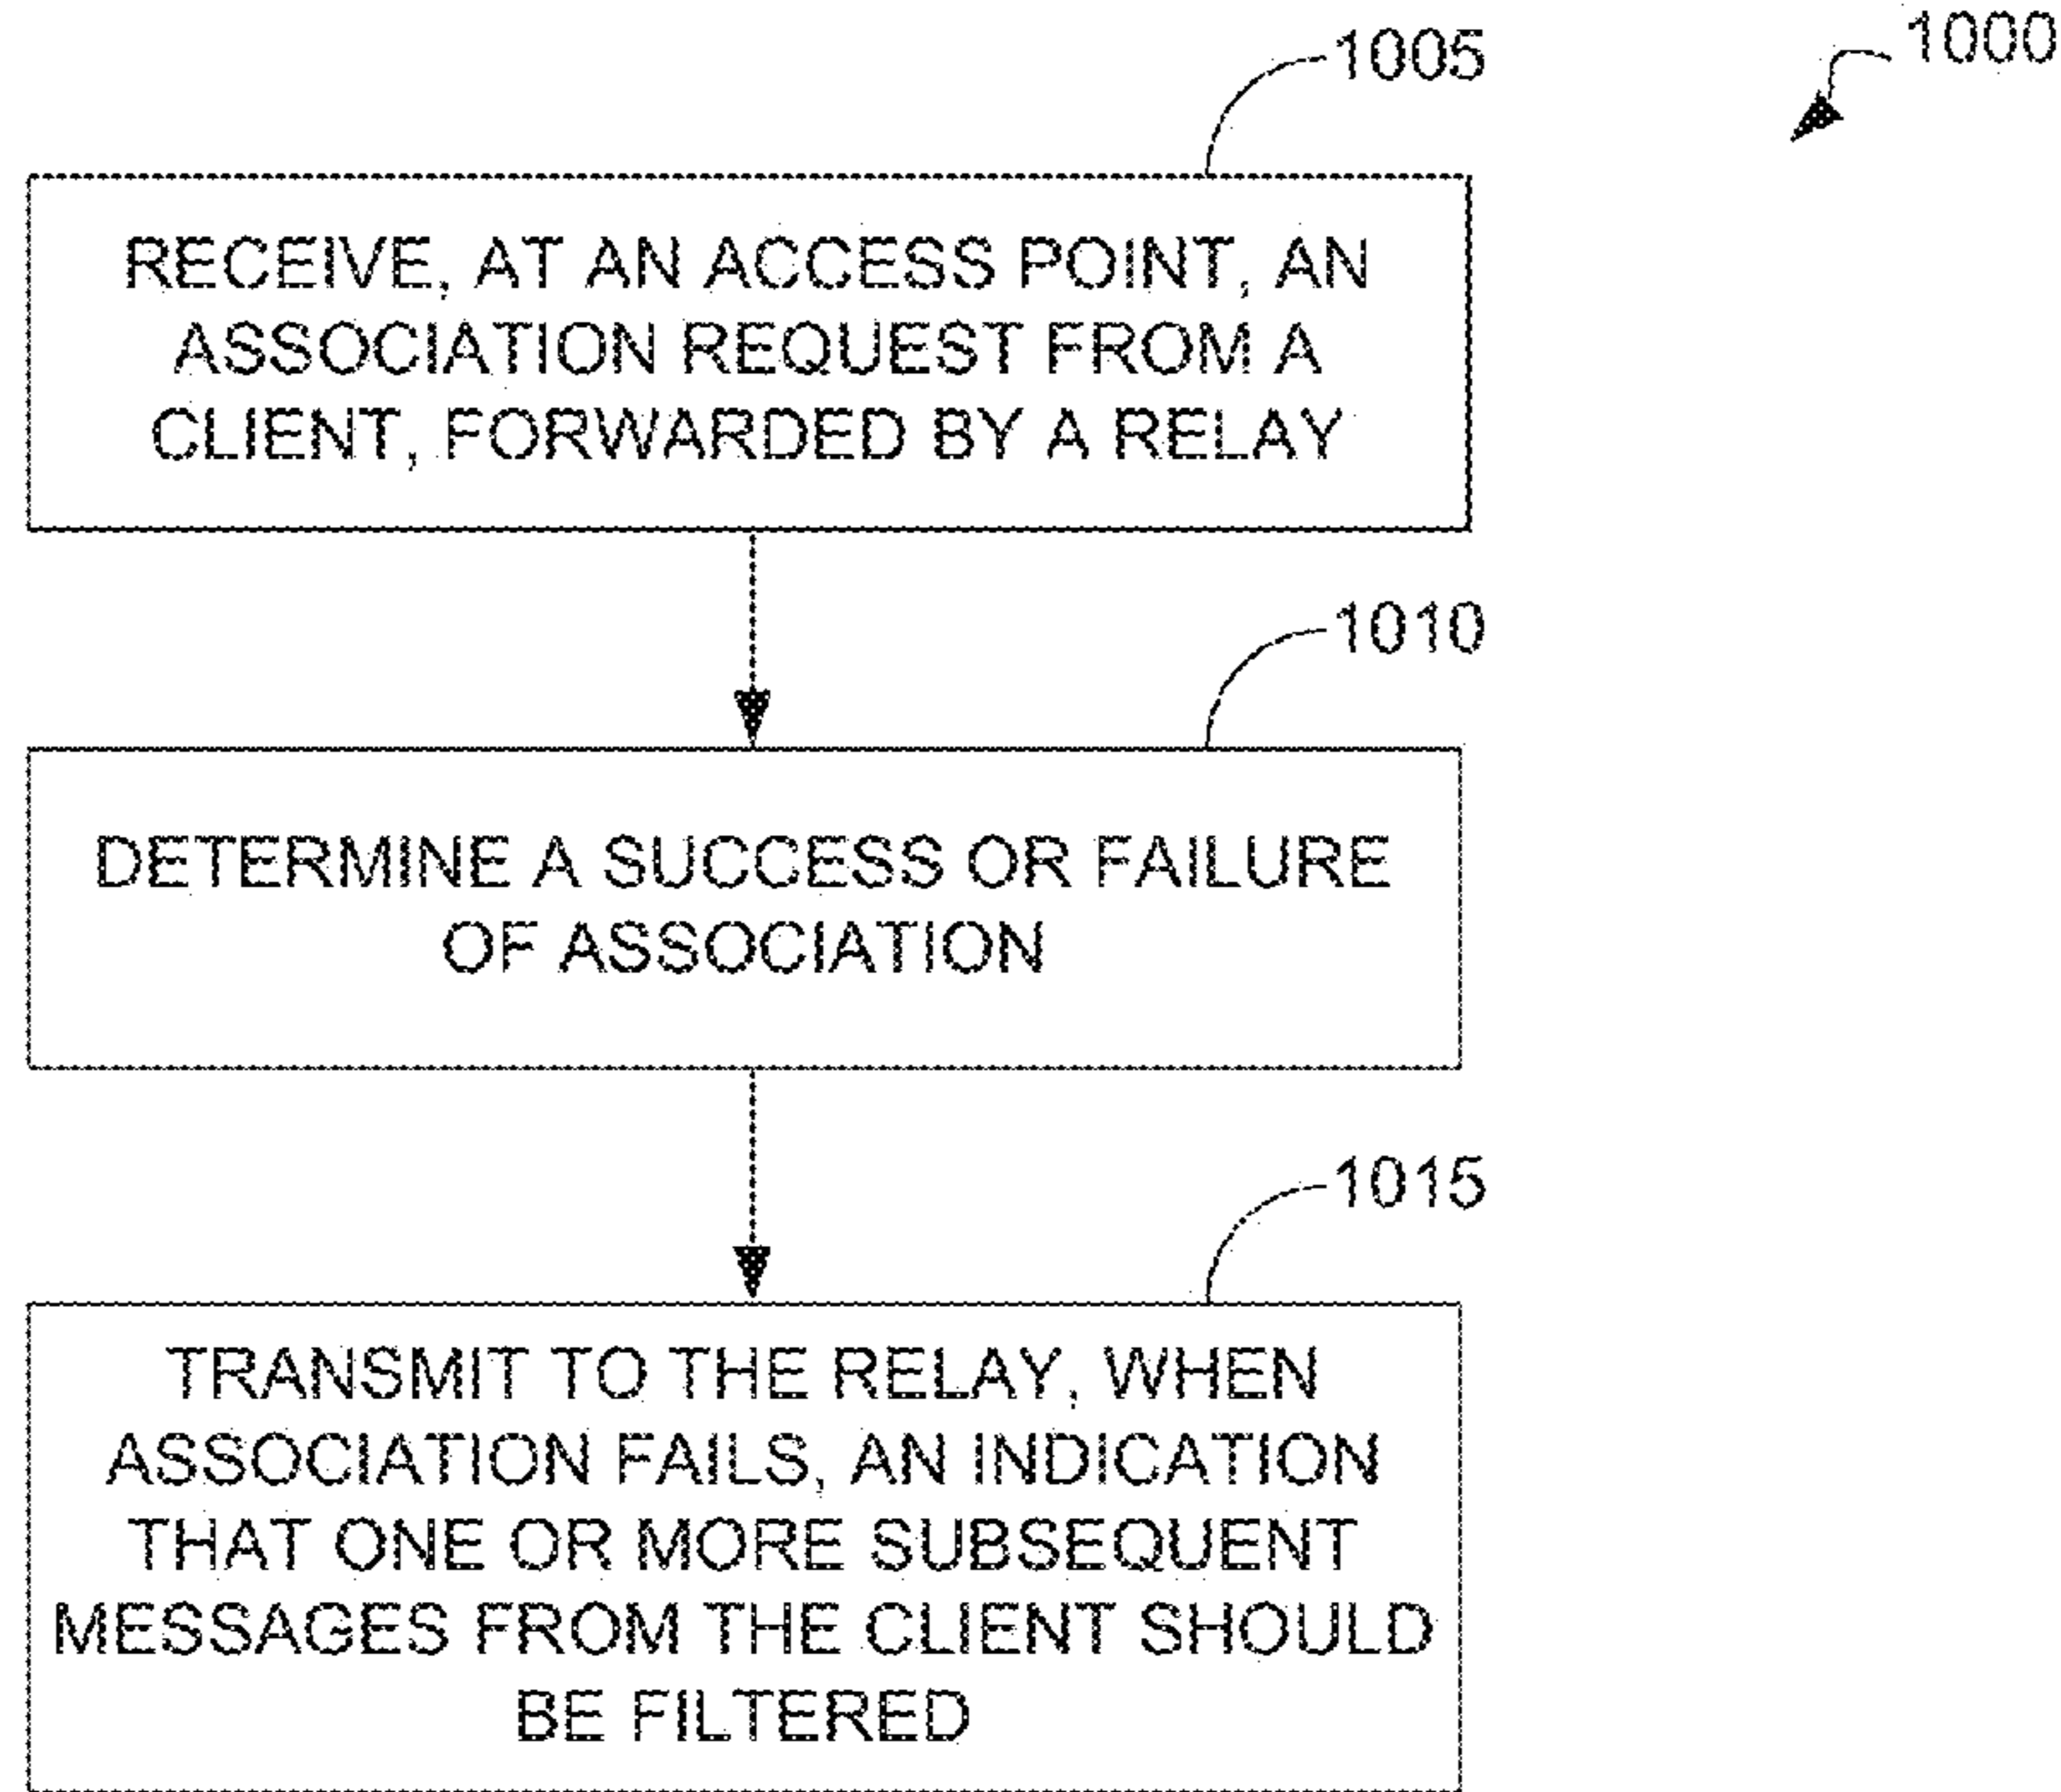 1000
1005
RECEIVE, AT AN ACCESS POINT, AN
ASSOCIATION REQUEST FROM A
CLIENT, FORWARDED BY A RELAY
1010
DETERMINE A SUCCESS OR FAILURE
OF ASSOCIATION
1015
TRANSMIT TO THE RELAY, WHEN
ASSOCIATION FAILS, AN INDICATION
THAT ONE OR MORE SUBSEQUENT
MESSAGES FROM THE CLIENT SHOULD
BE FILTERED